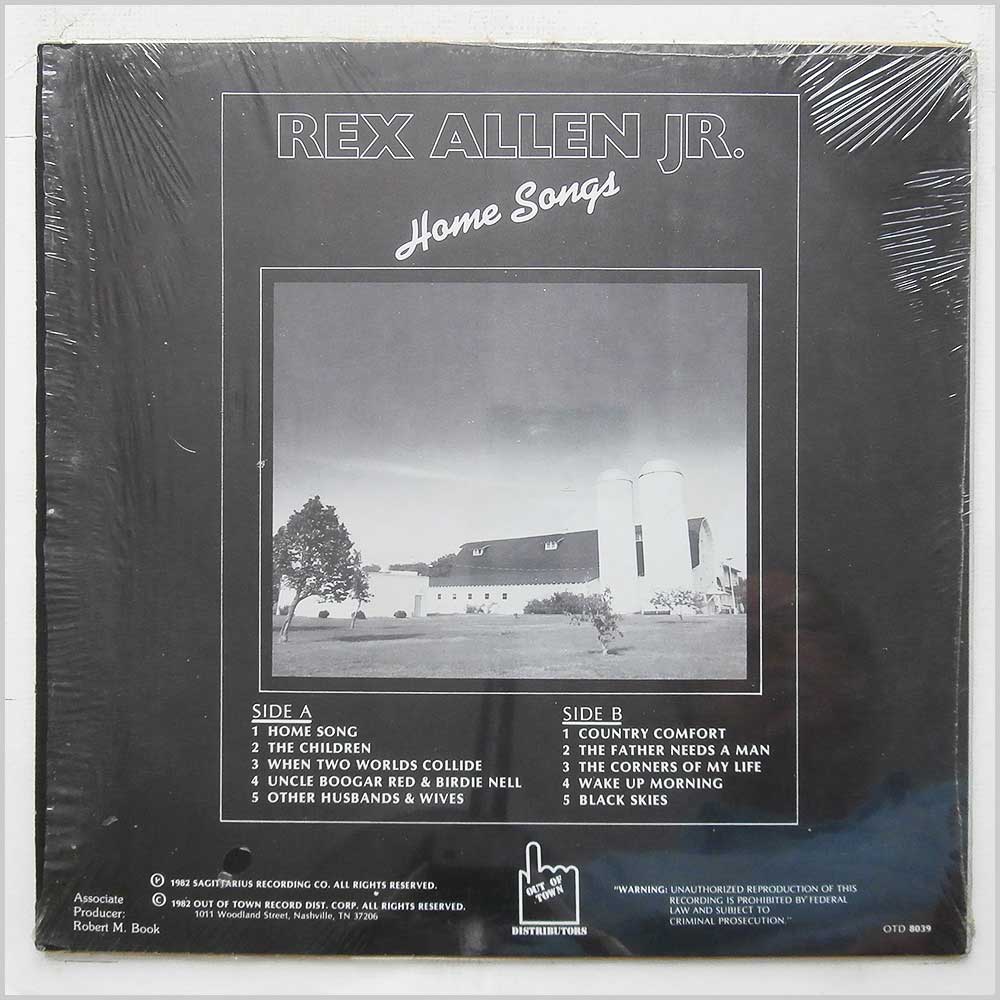 REX ALLEN JR.
Home Songs
SIDE A
1 HOME SONG
2 THE CHILDREN
3 WHEN TWO WORLDS COLLIDE
4 UNCLE BOOGAR RED & BIRDIE NELL
5 OTHER HUSBANDS & WIVES
SIDE B
1 COUNTRY COMFORT
2 THE FATHER NEEDS A MAN
3 THE CORNERS OF MY LIFE
4 WAKE UP MORNING
5 BLACK SKIES
Associate
Producer:
Robert M. Book
Ⓟ 1982 SAGITTARIUS RECORDING CO. ALL RIGHTS RESERVED.
© 1982 OUT OF TOWN RECORD DIST. CORP. ALL RIGHTS RESERVED.
1011 Woodland Street, Nashville, TN 37206
OUT OF
TOWN
DISTRIBUTORS
"WARNING: UNAUTHORIZED REPRODUCTION OF THIS
RECORDING IS PROHIBITED BY FEDERAL
LAW AND SUBJECT TO
CRIMINAL PROSECUTION."
OTD 8039